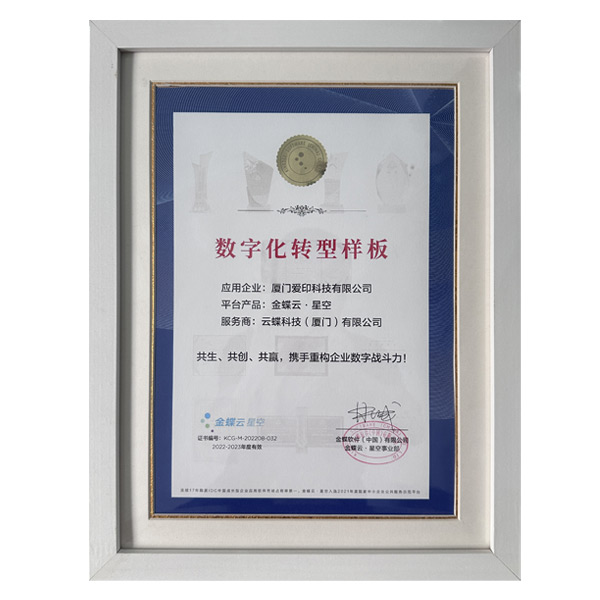 数字化转型样板
应用企业：厦门爱印科技有限公司
平台产品：金蝶云·星空
服务商：云蝶科技（厦门）有限公司
共生、共创、共赢，携手重构企业数字战斗力！
金蝶云·星空
证书编号：KCG-M-202208-032
2022-2023年度有效
金蝶软件（中国）有限公司
金蝶云·星空事业部